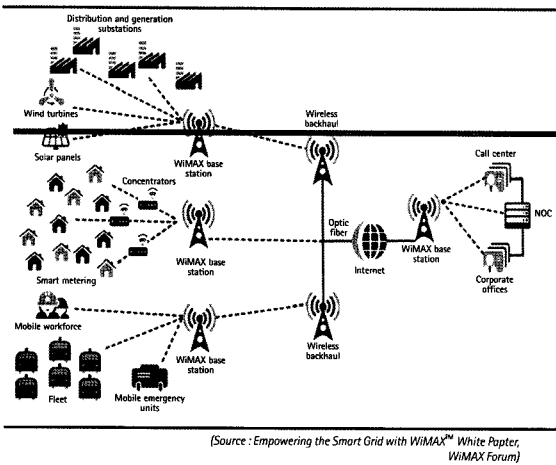 Distribution and generation
substations
Wind turbines
Solar panels
WiMAX base
station
Wireless
backhaul
Concentrators
Smart metering
WiMAX base
station
Optic
fiber
Internet
WiMAX base
station
Call center
NOC
Corporate
offices
Mobile workforce
Fleet
Mobile emergency
units
WiMAX base
station
Wireless
backhaul
(Source : Empowering the Smart Grid with WiMAX™ White Papter,
WiMAX Forum)